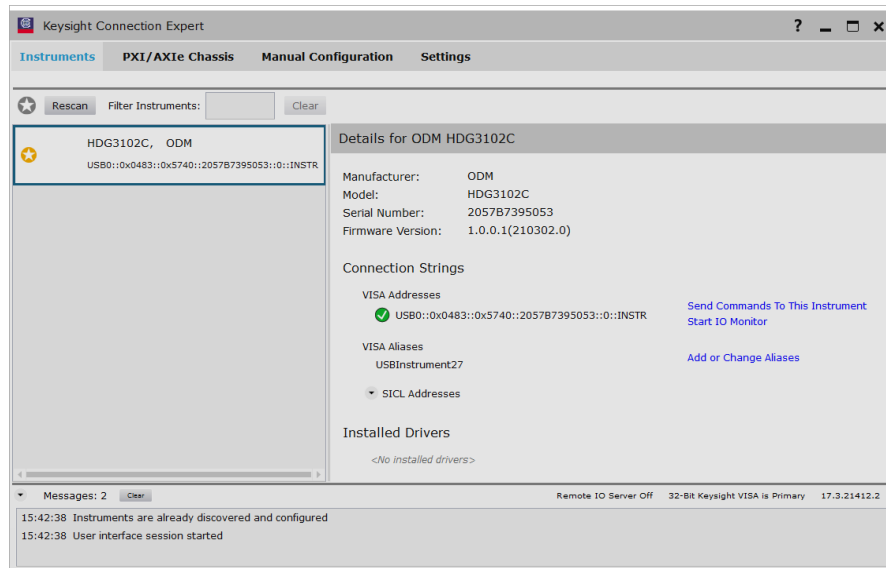 Keysight Connection Expert
? 
Instruments PXI/AXIe Chassis Manual Configuration Settings
Rescan Filter Instruments: Clear
HDG3102C, ODM
USB0::0x0483::0x5740::2057B7395053::0::INSTR
Details for ODM HDG3102C
Manufacturer: ODM
Model: HDG3102C
Serial Number: 2057B7395053
Firmware Version: 1.0.0.1(210302.0)
Connection Strings
VISA Addresses
USB0::0x0483::0x5740::2057B7395053::0::INSTR
Send Commands To This Instrument
Start IO Monitor
VISA Aliases
USBInstrument27
Add or Change Aliases
SICL Addresses
Installed Drivers
<No installed drivers>
Messages: 2 Clear Remote IO Server Off 32-Bit Keysight VISA is Primary 17.3.21412.2
15:42:38 Instruments are already discovered and configured
15:42:38 User interface session started